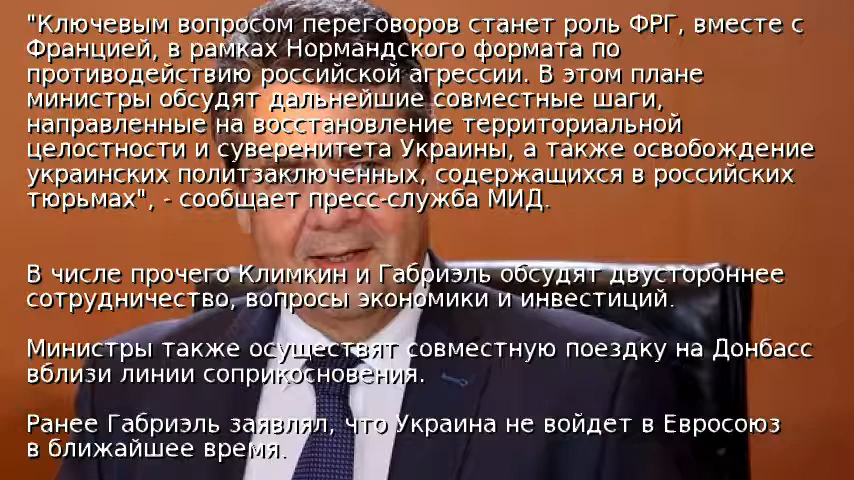 "Ключевым вопросом переговоров станет роль ФРГ, вместе с
Францией, в рамках Нормандского формата по
противодействию российской агрессии. В этом плане
министры обсудят дальнейшие совместные шаги,
направленные на восстановление территориальной
целостности и суверенитета Украины, а также освобождение
украинских политзаключенных, содержащихся в российских
тюрьмах", - сообщает пресс-служба МИД.
В числе прочего Климкин и Габриэль обсудят двустороннее
сотрудничество, вопросы экономики и инвестиций.
Министры также осуществят совместную поездку на Донбасс
вблизи линии соприкосновения.
Ранее Габриэль заявлял, что Украина не войдет в Евросоюз
в ближайшее время.